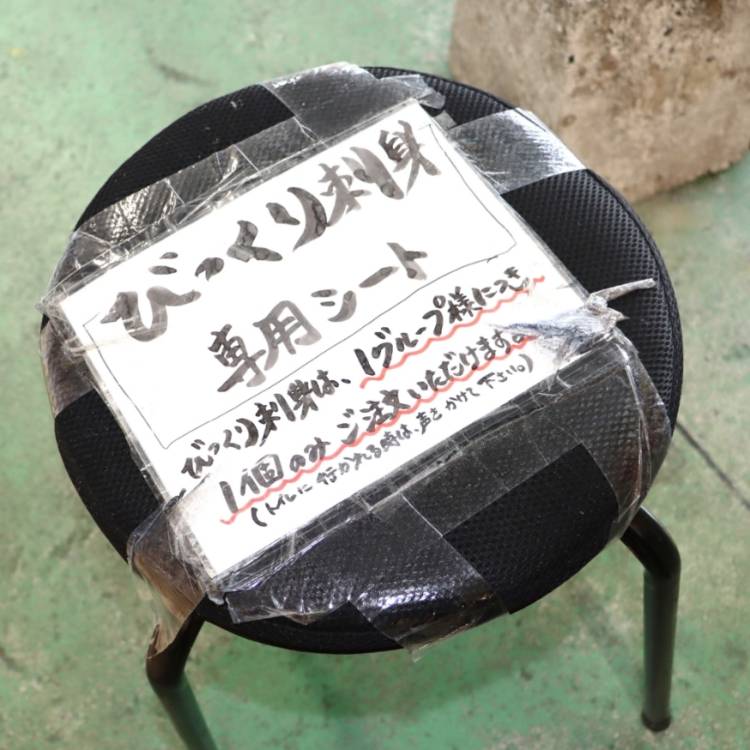 びっくり刺身
専用シート
びっくり刺身は、1グループ様につき、
1個のみご注文いただけます。
(トイレに行かれる時は、声をかけて下さい。)